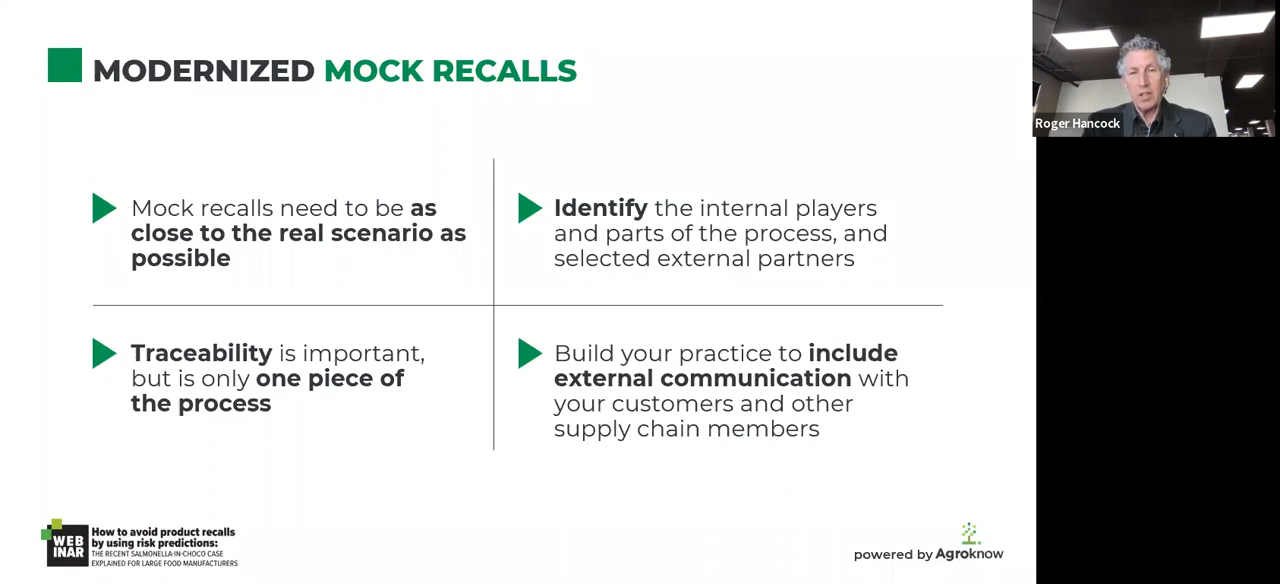 MODERNIZED MOCK RECALLS
Roger Hancock
Mock recalls need to be as
close to the real scenario as
possible
Identify the internal players
and parts of the process, and
selected external partners
Traceability is important,
but is only one piece of
the process
Build your practice to include
external communication with
your customers and other
supply chain members
WEB
INAR
How to avoid product recalls
by using risk predictions:
THE RECENT SALMONELLA-IN-CHOCO CASE
EXPLAINED FOR LARGE FOOD MANUFACTURERS
powered by Agroknow